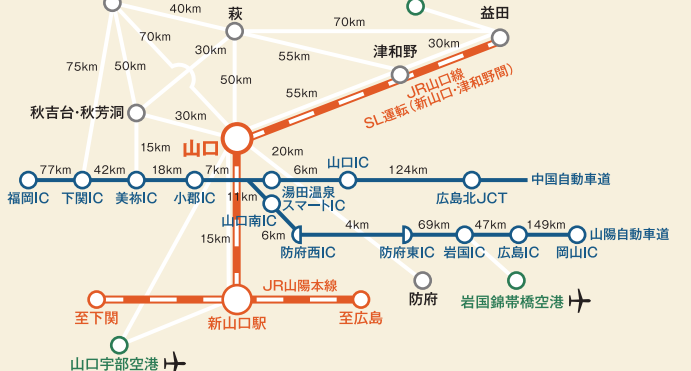 40km
萩
益田
70km
70km
30km
津和野
30km
55km
75km
50km
50km
55km
JR山口線
SL運転(新山口・津和野間)
秋吉台・秋芳洞
30km
15km
山口
20km
77km
42km
18km
7km
6km
山口IC
124km
中国自動車道
福岡IC
下関IC
美祢IC
小郡IC
11km
湯田温泉
スマートIC
広島北JCT
山口南IC
15km
6km
4km
69km
47km
149km
山陽自動車道
防府西IC
防府東IC
岩国IC
広島IC
岡山IC
JR山陽本線
至下関
新山口駅
至広島
防府
岩国錦帯橋空港
山口宇部空港